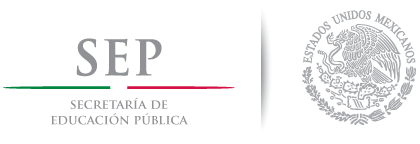 SEP
SECRETARÍA DE
EDUCACIÓN PÚBLICA
ESTADOS UNIDOS MEXICANOS